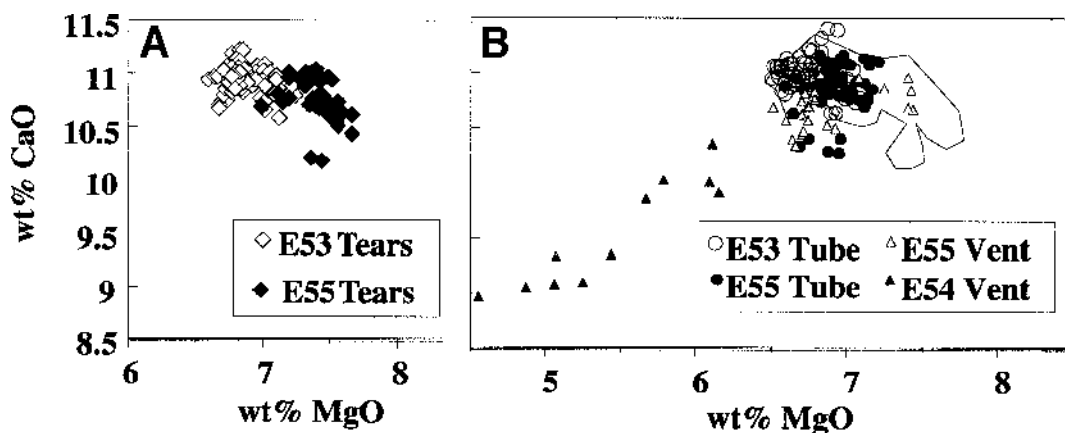 A
B
wt% CaO
11.5
11
10.5
10
9.5
9
8.5
E53 Tears
E55 Tears
6 7 8
wt% MgO
E53 Tube E55 Vent
E55 Tube E54 Vent
5 6 7 8
wt% MgO